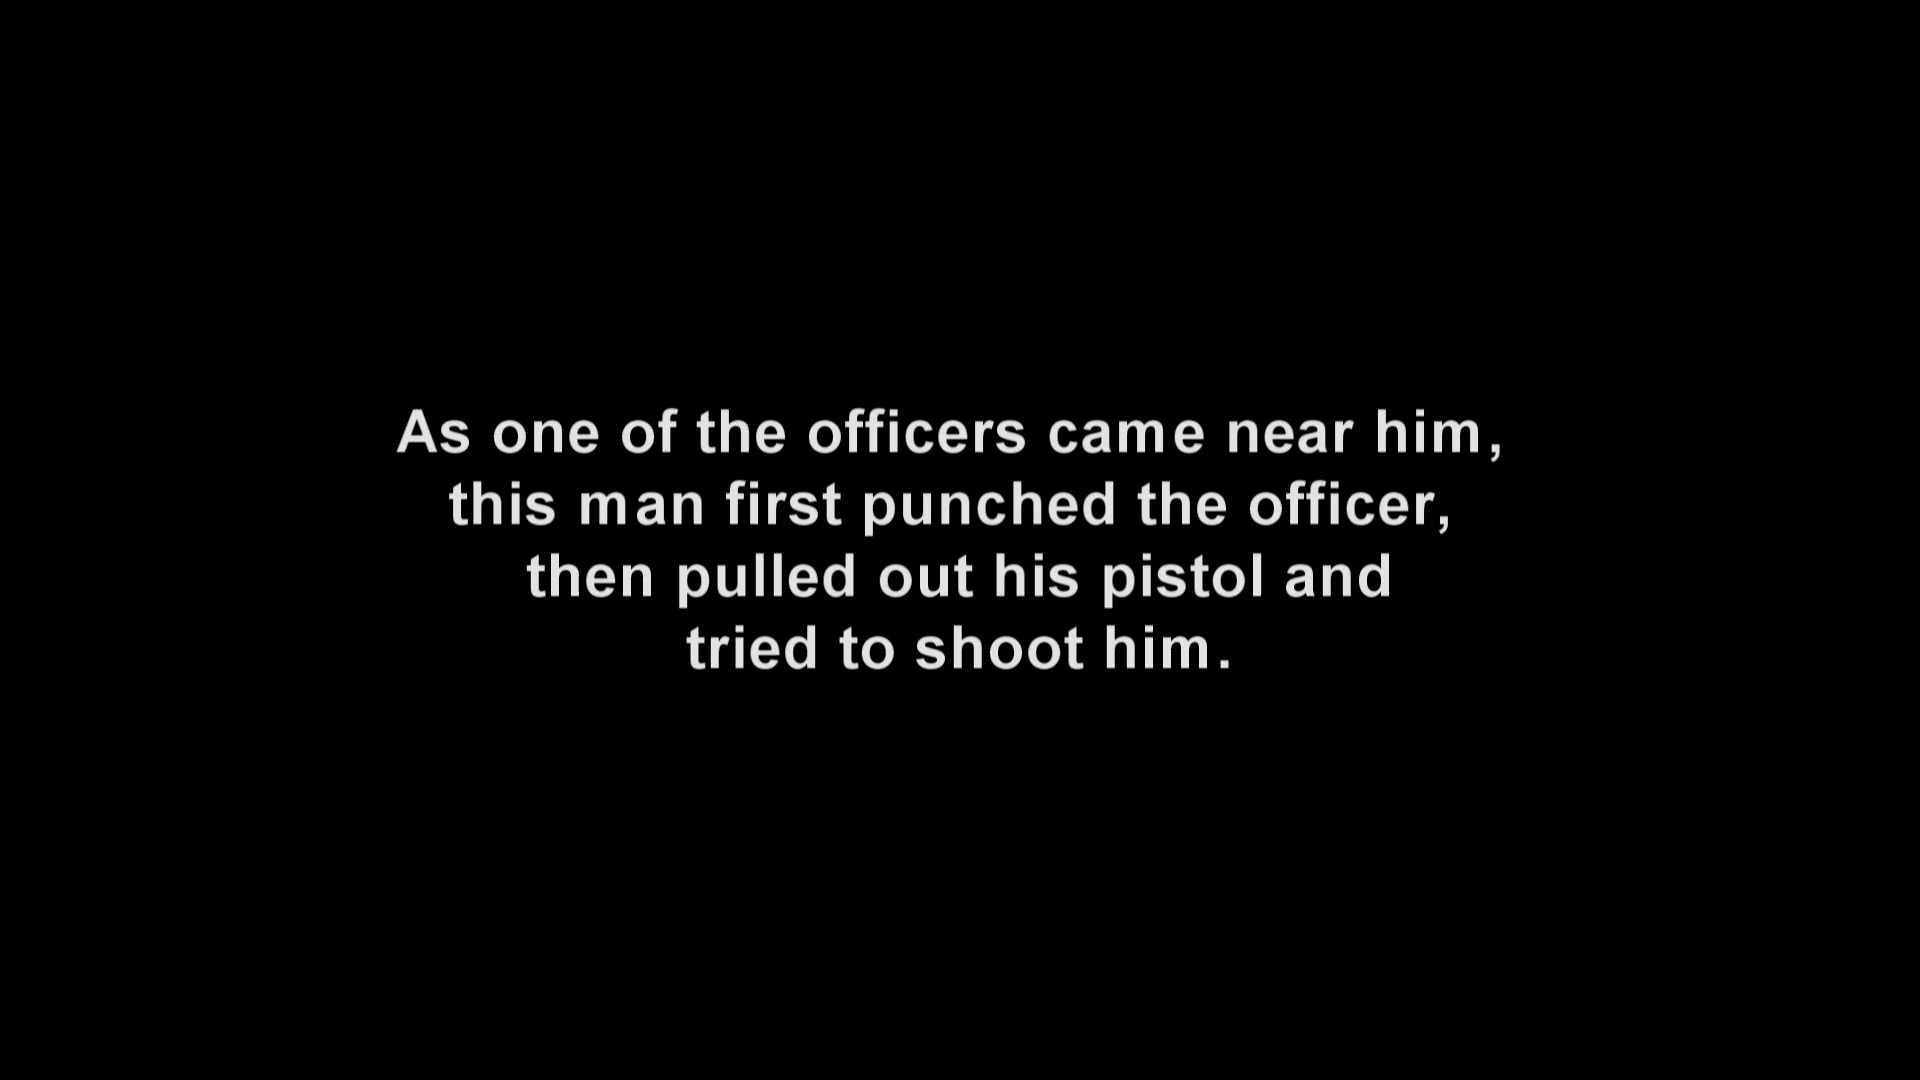 As one of the officers came near him,
this man first punched the officer,
then pulled out his pistol and
tried to shoot him.